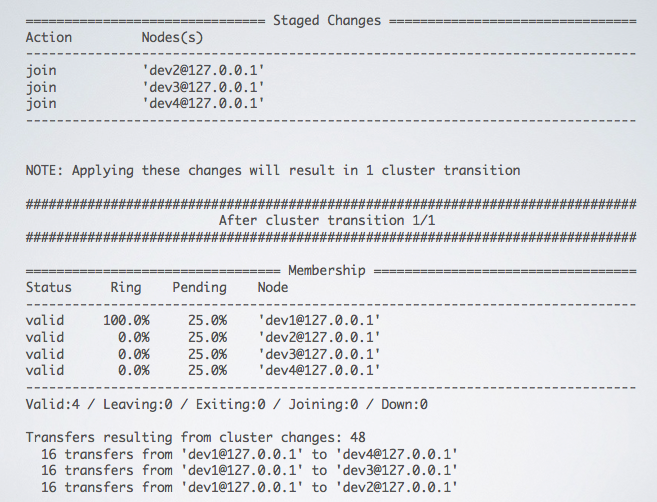 =============================== Staged Changes ================================
Action         Nodes(s)
-------------------------------------------------------------------------------
join           'dev2@127.0.0.1'
join           'dev3@127.0.0.1'
join           'dev4@127.0.0.1'
-------------------------------------------------------------------------------
NOTE: Applying these changes will result in 1 cluster transition
###############################################################################
                         After cluster transition 1/1
###############################################################################
================================= Membership ==================================
Status     Ring    Pending    Node
-------------------------------------------------------------------------------
valid     100.0%     25.0%    'dev1@127.0.0.1'
valid       0.0%     25.0%    'dev2@127.0.0.1'
valid       0.0%     25.0%    'dev3@127.0.0.1'
valid       0.0%     25.0%    'dev4@127.0.0.1'
-------------------------------------------------------------------------------
Valid:4 / Leaving:0 / Exiting:0 / Joining:0 / Down:0
Transfers resulting from cluster changes: 48
  16 transfers from 'dev1@127.0.0.1' to 'dev4@127.0.0.1'
  16 transfers from 'dev1@127.0.0.1' to 'dev3@127.0.0.1'
  16 transfers from 'dev1@127.0.0.1' to 'dev2@127.0.0.1'